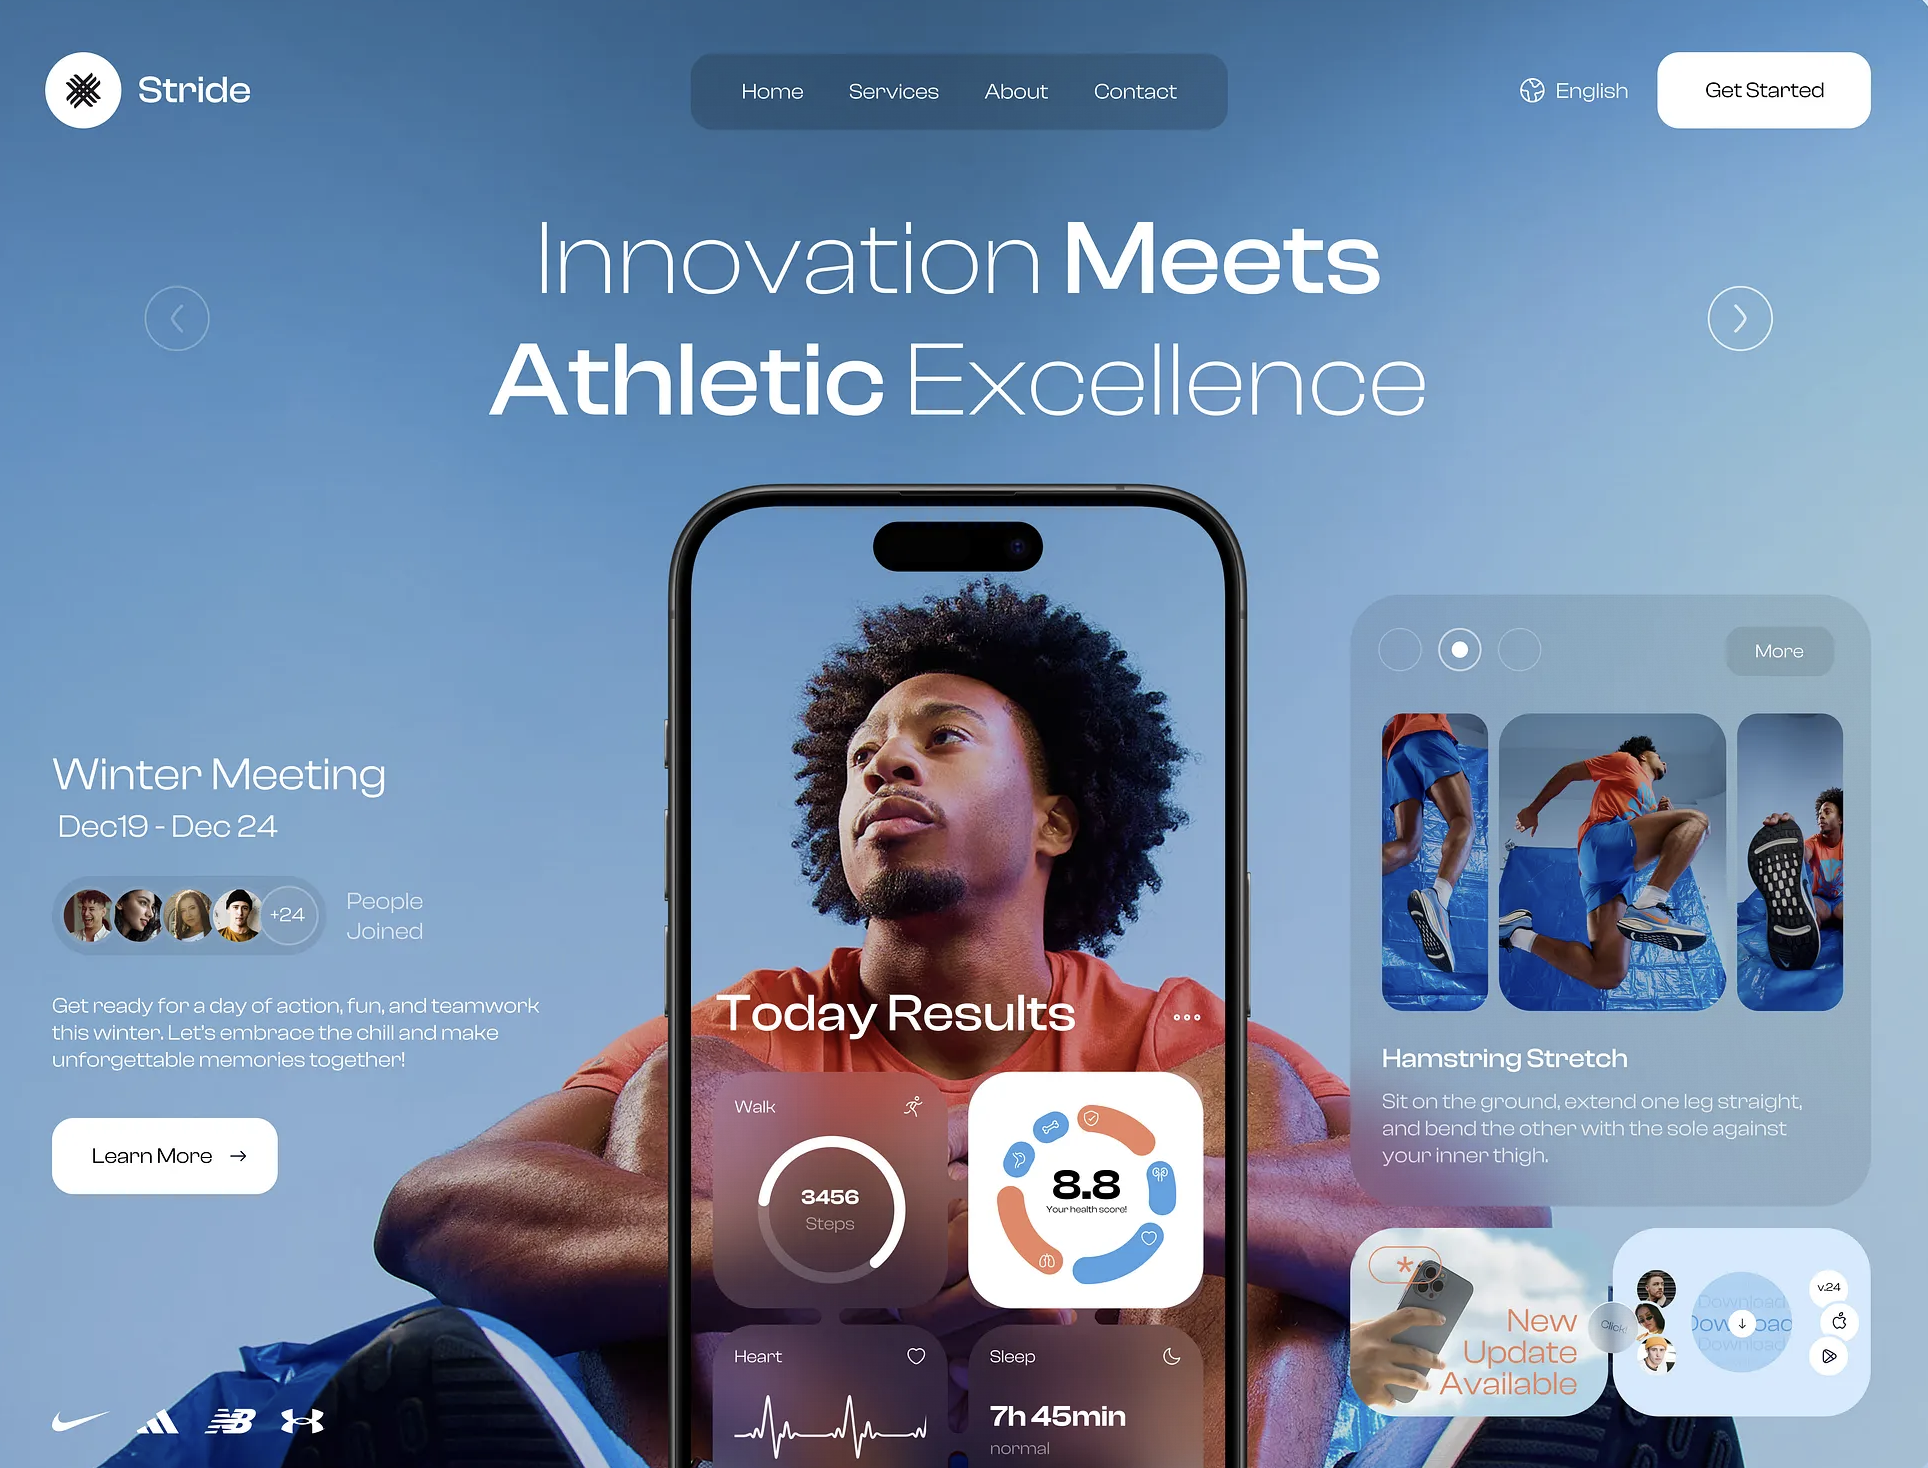 Stride
Home
Services
About
Contact
English
Get Started
Innovation Meets
Athletic Excellence
Winter Meeting
Dec19 - Dec 24
+24
People
Joined
Get ready for a day of action, fun, and teamwork
this winter. Let's embrace the chill and make
unforgettable memories together!
Learn More
NB
Today Results
Walk
3456
Steps
8.8
Your health score!
Heart
Sleep
7h 45min
normal
More
Hamstring Stretch
Sit on the ground, extend one leg straight,
and bend the other with the sole against
your inner thigh.
New
Update
Available
Click!
Download
Download
Download
v.24